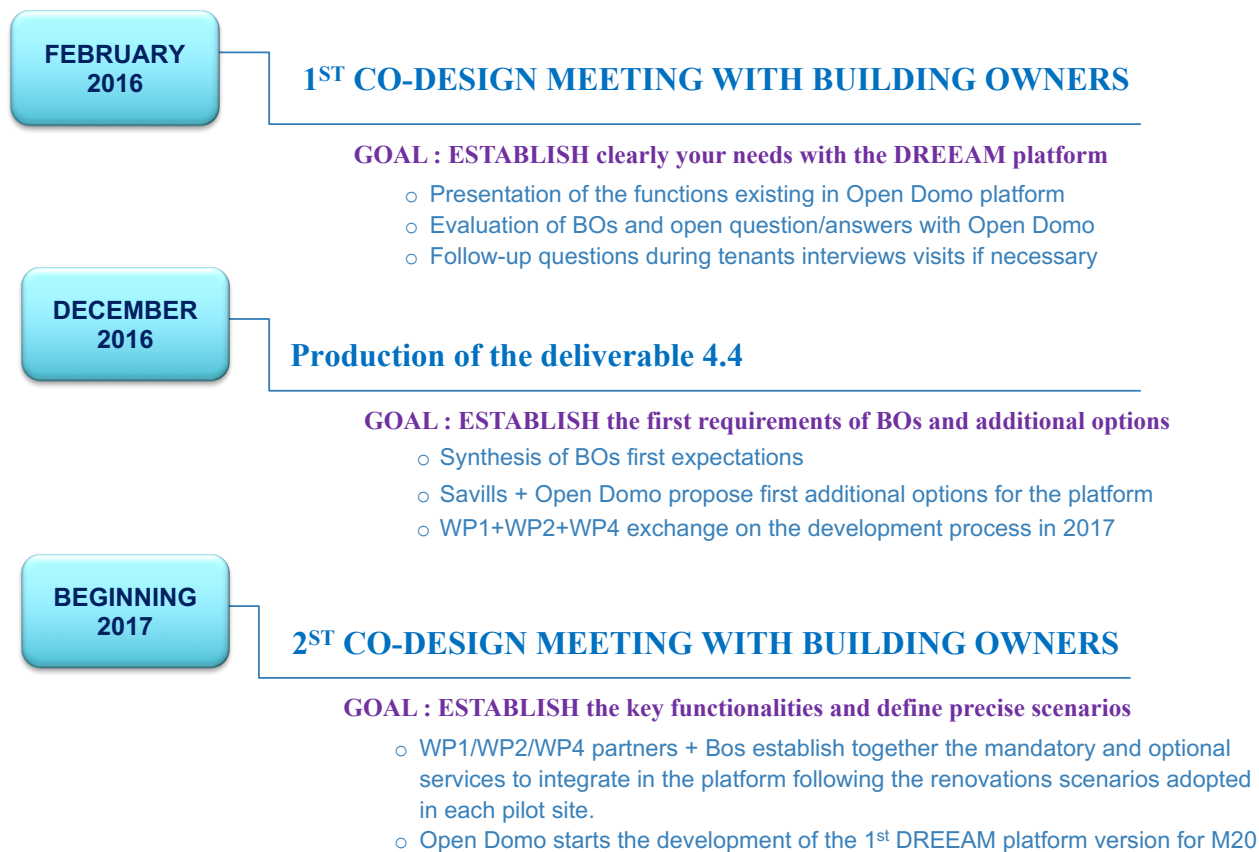 FEBRUARY
2016
1ST CO-DESIGN MEETING WITH BUILDING OWNERS
GOAL : ESTABLISH clearly your needs with the DREEAM platform
o Presentation of the functions existing in Open Domo platform
o Evaluation of BOs and open question/answers with Open Domo
o Follow-up questions during tenants interviews visits if necessary
DECEMBER
2016
Production of the deliverable 4.4
GOAL : ESTABLISH the first requirements of BOs and additional options
o Synthesis of BOs first expectations
o Savills + Open Domo propose first additional options for the platform
o WP1+WP2+WP4 exchange on the development process in 2017
BEGINNING
2017
2ST CO-DESIGN MEETING WITH BUILDING OWNERS
GOAL : ESTABLISH the key functionalities and define precise scenarios
o WP1/WP2/WP4 partners + Bos establish together the mandatory and optional
services to integrate in the platform following the renovations scenarios adopted
in each pilot site.
o Open Domo starts the development of the 1st DREEAM platform version for M20